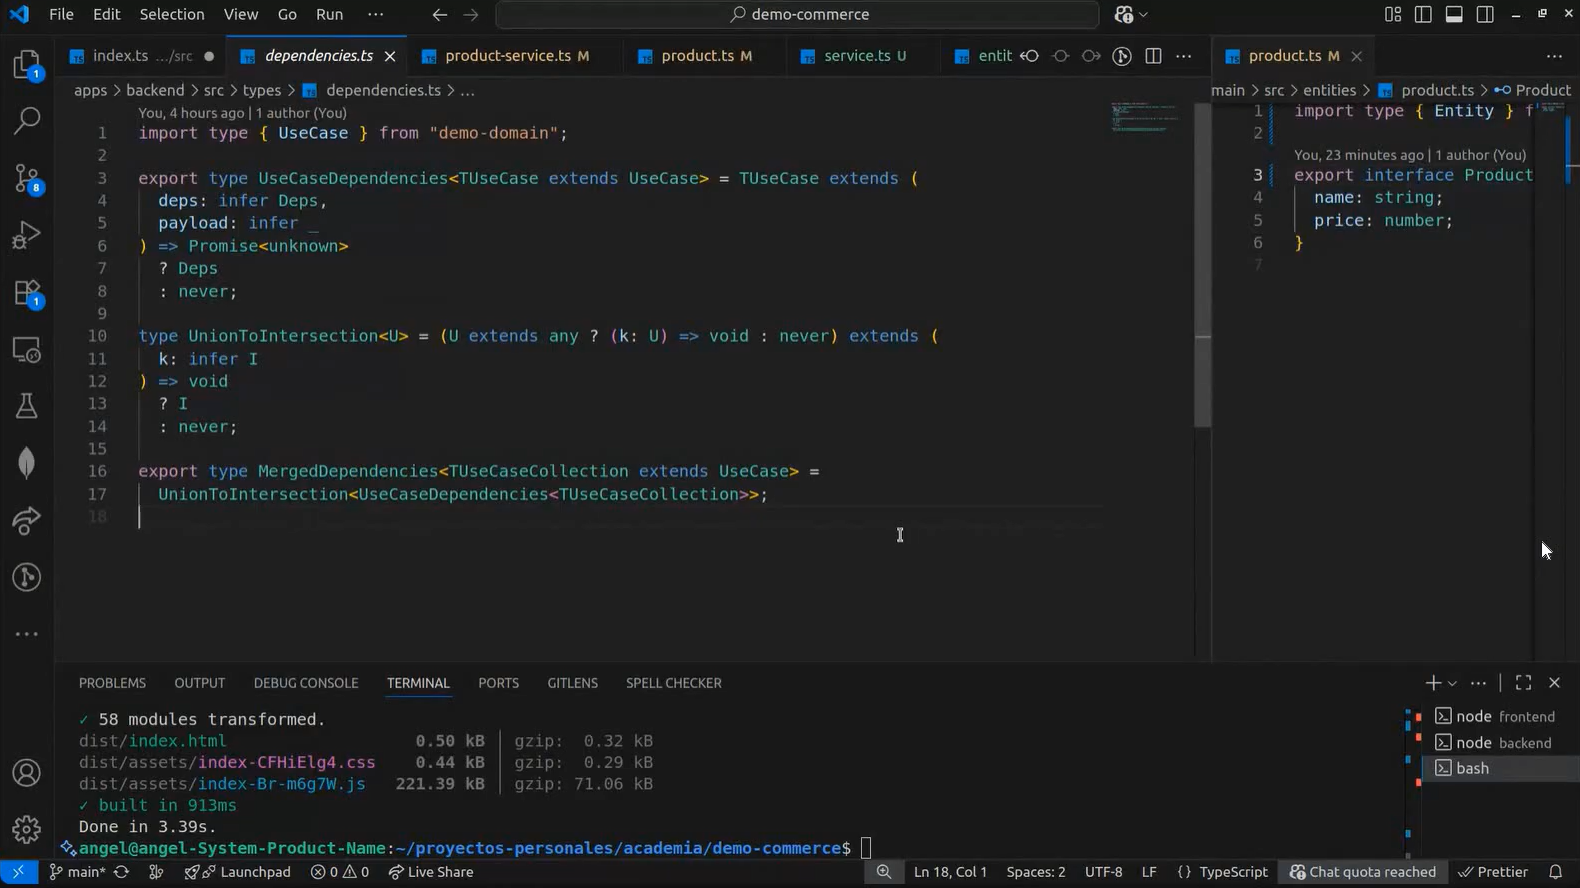 File Edit Selection View Go Run ··· demo-commerce
index.ts .../src dependencies.ts product-service.ts M product.ts M service.ts U entit ··· product.ts M ···
apps > backend > src > types > dependencies.ts > ...
main > src > entities > product.ts > Product
You, 4 hours ago | 1 author (You)
1 import type { UseCase } from "demo-domain";
2
3 export type UseCaseDependencies<TUseCase extends UseCase> = TUseCase extends (
4 deps: infer Deps,
5 payload: infer _
6 ) => Promise<unknown>
7 ? Deps
8 : never;
9
10 type UnionToIntersection<U> = (U extends any ? (k: U) => void : never) extends (
11 k: infer I
12 ) => void
13 ? I
14 : never;
15
16 export type MergedDependencies<TUseCaseCollection extends UseCase> =
17 UnionToIntersection<UseCaseDependencies<TUseCaseCollection>>;
18
1 import type { Entity } f
2
You, 23 minutes ago | 1 author (You)
3 export interface Product
4 name: string;
5 price: number;
6 }
7
1
8
1
PROBLEMS OUTPUT DEBUG CONSOLE TERMINAL PORTS GITLENS SPELL CHECKER
✓ 58 modules transformed.
dist/index.html 0.50 kB | gzip: 0.32 kB
dist/assets/index-CFHiElg4.css 0.44 kB | gzip: 0.29 kB
dist/assets/index-Br-m6g7W.js 221.39 kB | gzip: 71.06 kB
✓ built in 913ms
Done in 3.39s.
angel@angel-System-Product-Name:~/proyectos-personales/academia/demo-commerce$
node frontend
node backend
bash
main* Launchpad 0 0 Live Share Ln 18, Col 1 Spaces: 2 UTF-8 LF {} TypeScript Chat quota reached Prettier